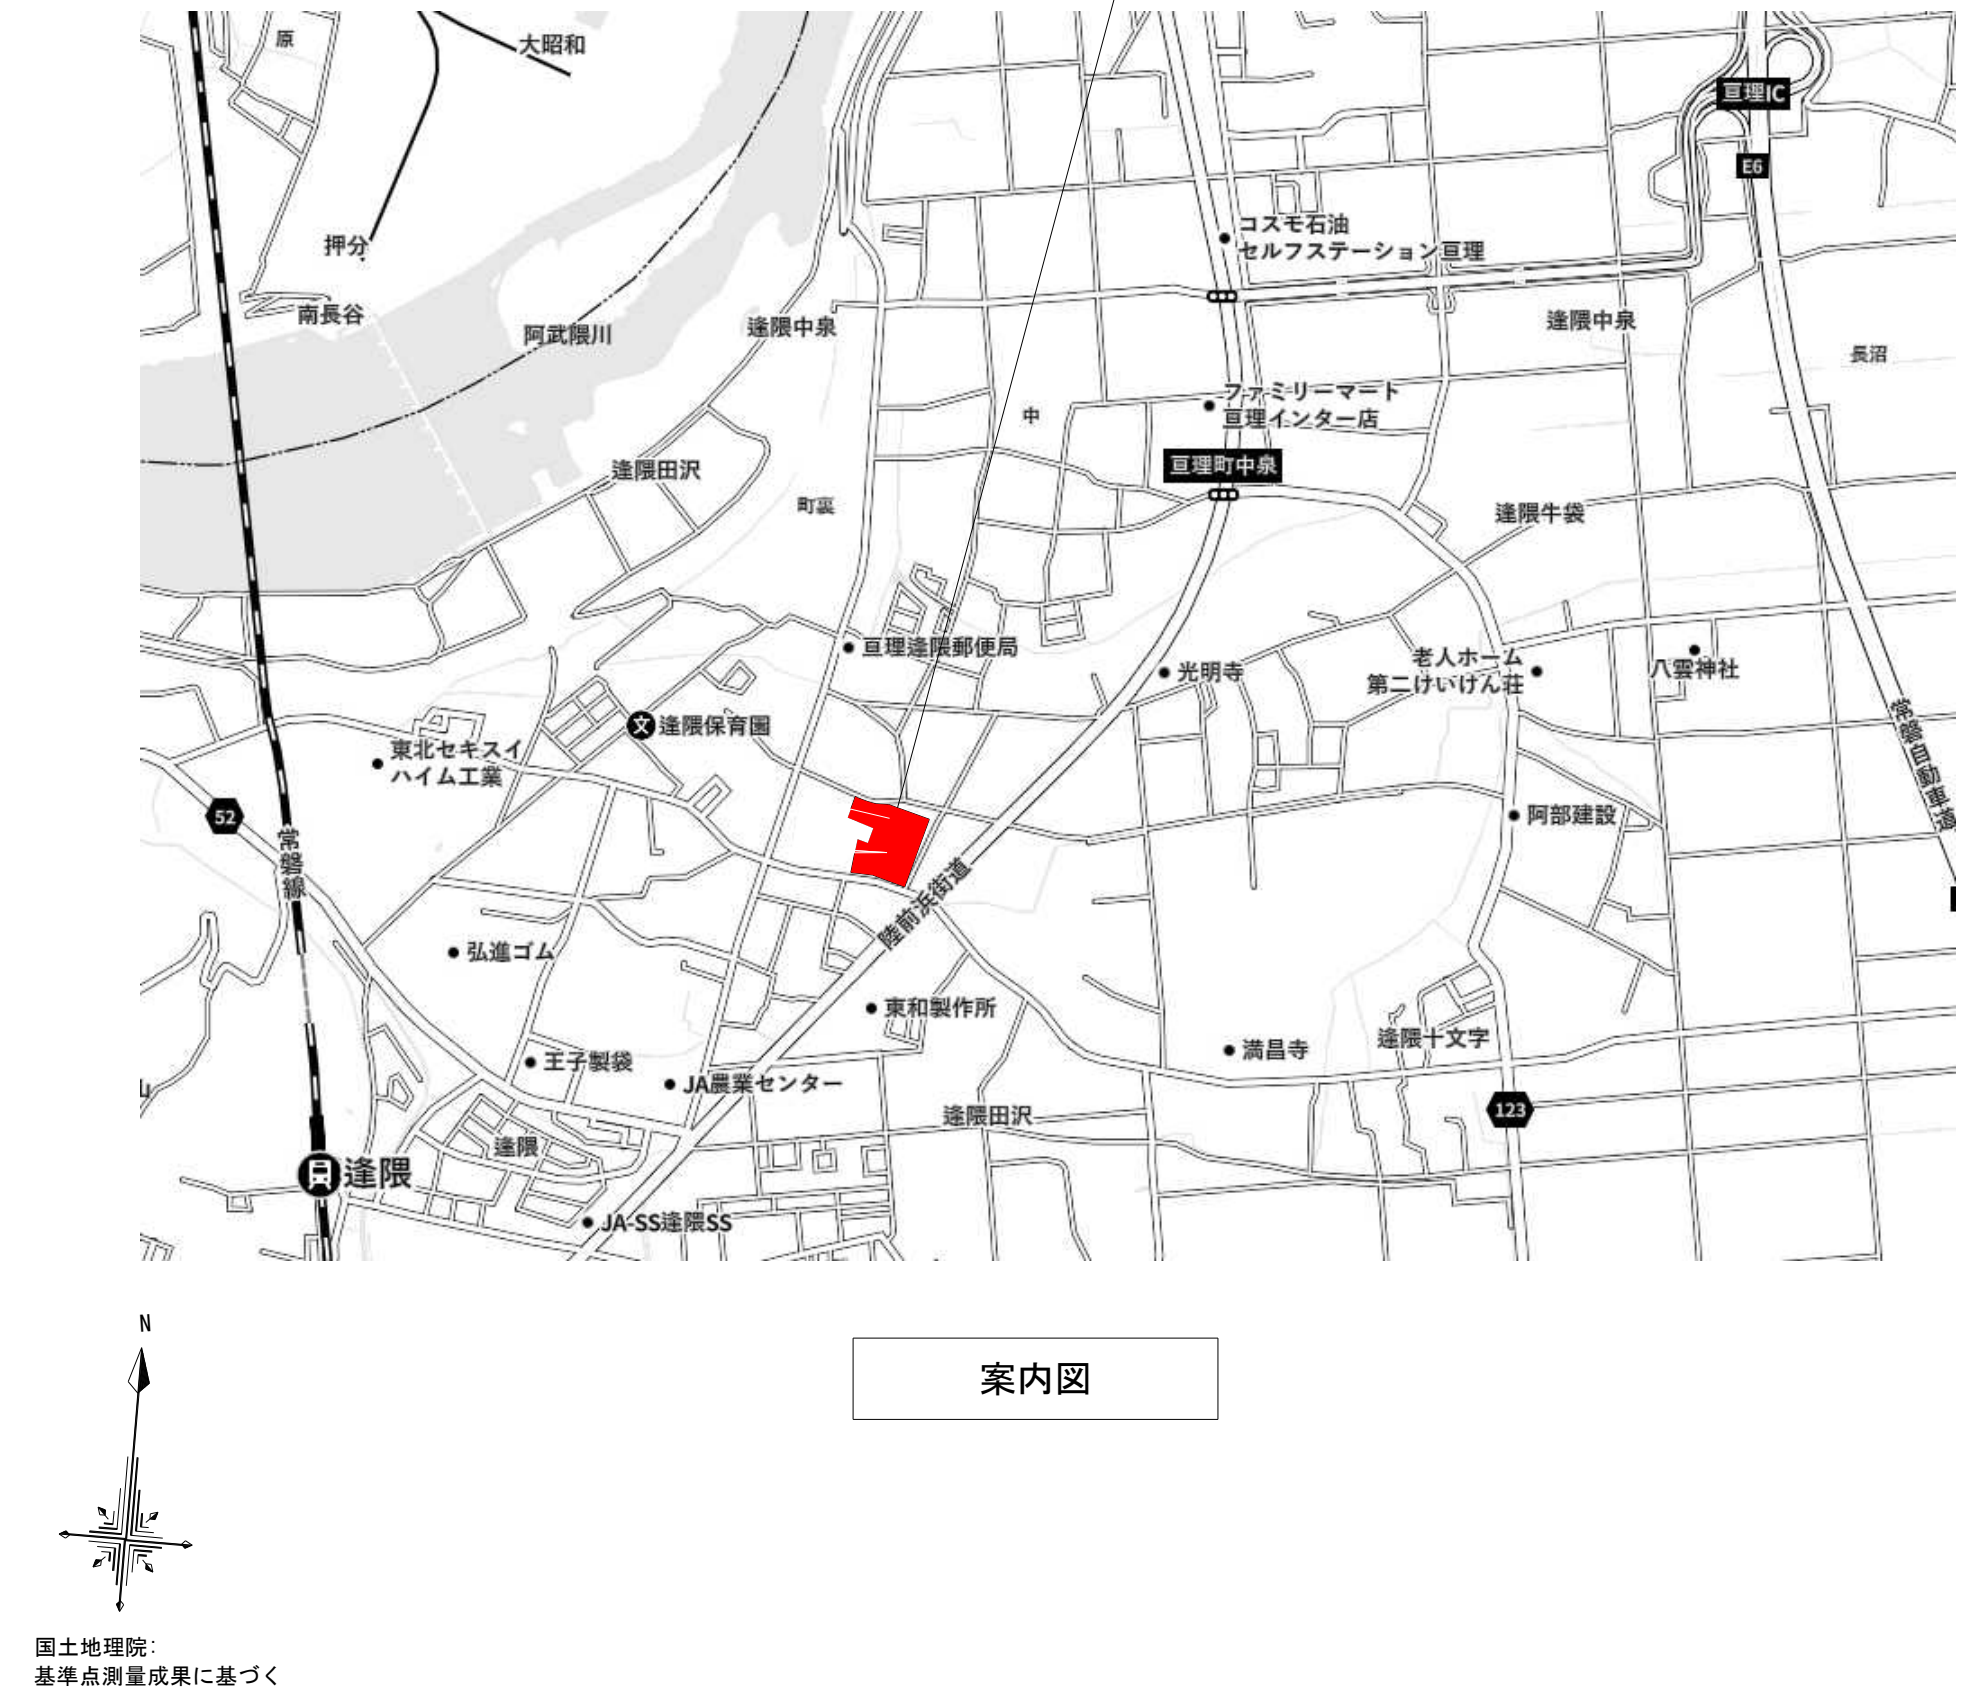 原
大昭和
亘理IC
E6
押分
コスモ石油
セルフステーション亘理
南長谷
阿武隈川
逢隈中泉
逢隈中泉
長沼
ファミリーマート
亘理インター店
中
亘理町中泉
逢隈田沢
町裏
逢隈牛袋
亘理逢隈郵便局
光明寺
老人ホーム
第二けいけん荘
八雲神社
文
逢隈保育園
東北セキスイ
ハイム工業
常磐自動車道
52
常磐線
阿部建設
陸前浜街道
弘進ゴム
東和製作所
逢隈十文字
満昌寺
王子製袋
JA農業センター
逢隈田沢
123
逢隈
逢隈
JA-SS逢隈SS
N
案内図
国土地理院：
基準点測量成果に基づく